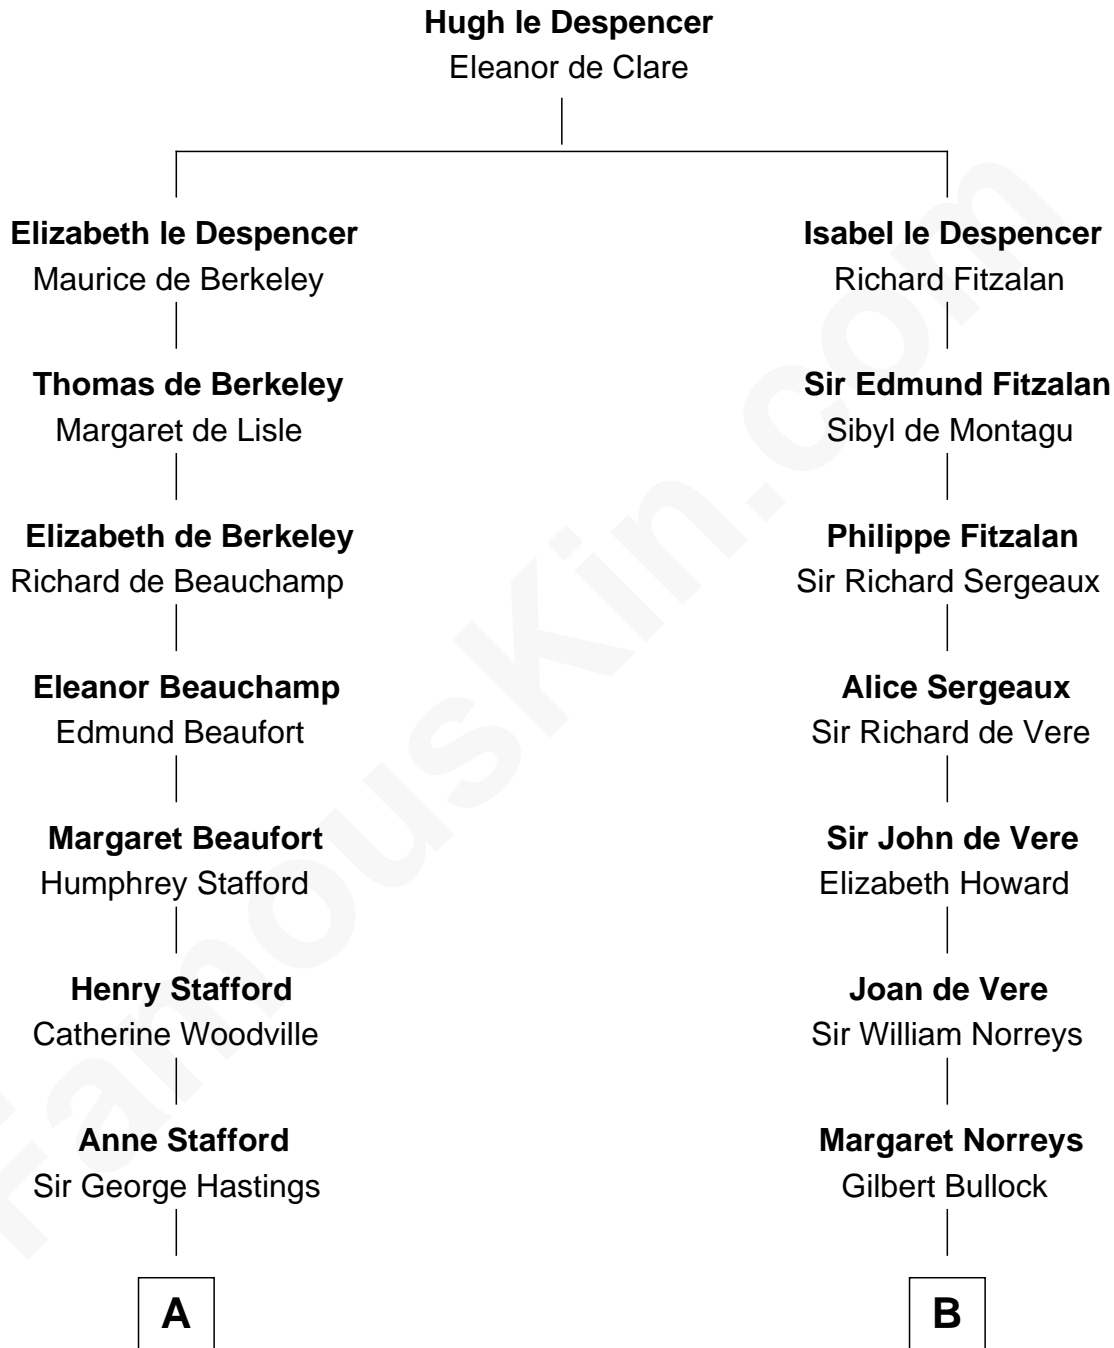 Hugh le Despencer
Eleanor de Clare
Elizabeth le Despencer
Maurice de Berkeley
Isabel le Despencer
Richard Fitzalan
Thomas de Berkeley
Margaret de Lisle
Sir Edmund Fitzalan
Sibyl de Montagu
Elizabeth de Berkeley
Richard de Beauchamp
Philippe Fitzalan
Sir Richard Sergeaux
Eleanor Beauchamp
Edmund Beaufort
Alice Sergeaux
Sir Richard de Vere
Margaret Beaufort
Humphrey Stafford
Sir John de Vere
Elizabeth Howard
Henry Stafford
Catherine Woodville
Joan de Vere
Sir William Norreys
Anne Stafford
Sir George Hastings
Margaret Norreys
Gilbert Bullock
A
B
FamousKin.com